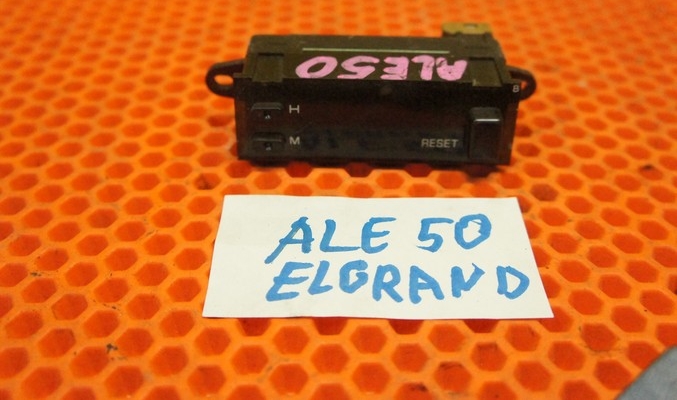 ALE50
B
H
M
RESET
ALE 50
ELGRAND